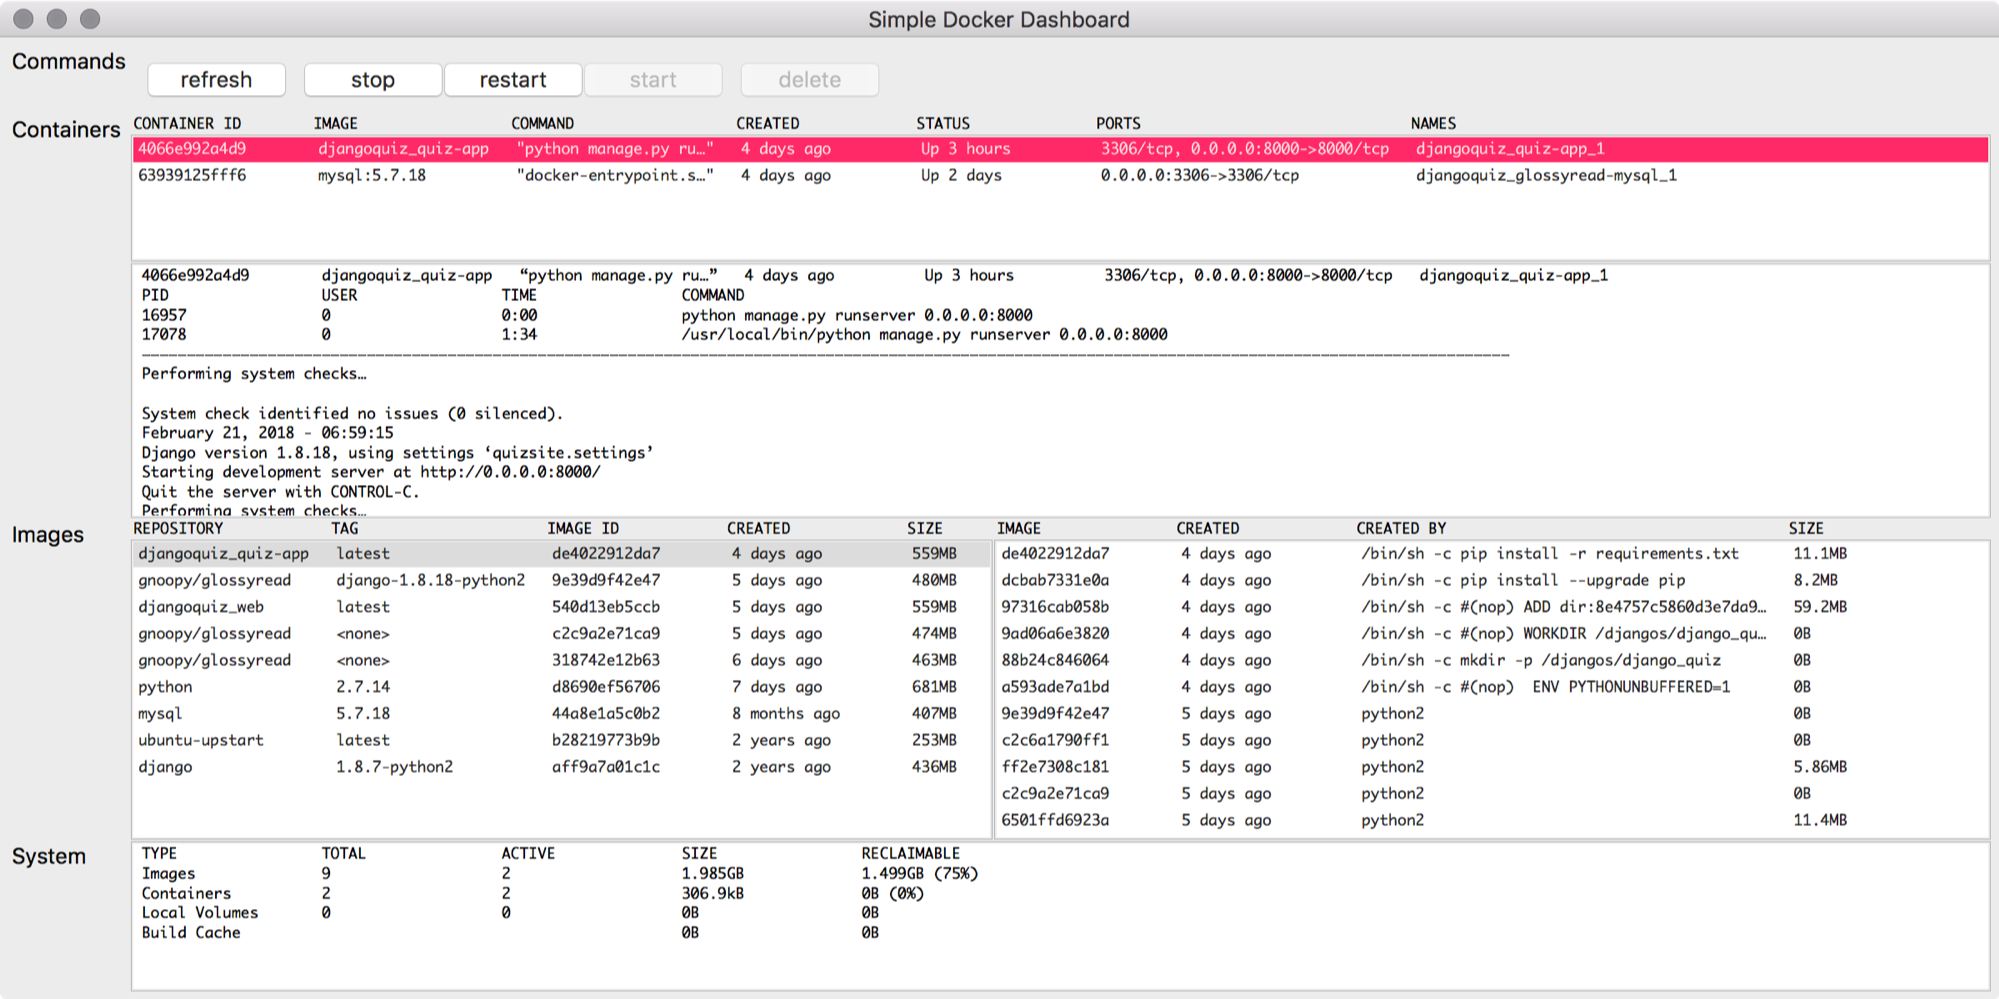 Simple Docker Dashboard
Commands refresh stop restart start delete
Containers CONTAINER ID IMAGE COMMAND CREATED STATUS PORTS NAMES
4066e992a4d9 djangoquiz_quiz-app "python manage.py ru…" 4 days ago Up 3 hours 3306/tcp, 0.0.0.0:8000->8000/tcp djangoquiz_quiz-app_1
63939125fff6 mysql:5.7.18 "docker-entrypoint.s…" 4 days ago Up 2 days 0.0.0.0:3306->3306/tcp djangoquiz_glossyread-mysql_1
4066e992a4d9 djangoquiz_quiz-app “python manage.py ru…” 4 days ago Up 3 hours 3306/tcp, 0.0.0.0:8000->8000/tcp djangoquiz_quiz-app_1
PID USER TIME COMMAND
16957 0 0:00 python manage.py runserver 0.0.0.0:8000
17078 0 1:34 /usr/local/bin/python manage.py runserver 0.0.0.0:8000
Performing system checks…
System check identified no issues (0 silenced).
February 21, 2018 - 06:59:15
Django version 1.8.18, using settings ‘quizsite.settings’
Starting development server at http://0.0.0.0:8000/
Quit the server with CONTROL-C.
Performing system checks…
Images REPOSITORY TAG IMAGE ID CREATED SIZE IMAGE CREATED CREATED BY SIZE
djangoquiz_quiz-app latest de4022912da7 4 days ago 559MB de4022912da7 4 days ago /bin/sh -c pip install -r requirements.txt 11.1MB
gnoopy/glossyread django-1.8.18-python2 9e39d9f42e47 5 days ago 480MB dcbab7331e0a 4 days ago /bin/sh -c pip install --upgrade pip 8.2MB
djangoquiz_web latest 540d13eb5ccb 5 days ago 559MB 97316cab058b 4 days ago /bin/sh -c #(nop) ADD dir:8e4757c5860d3e7da9… 59.2MB
gnoopy/glossyread <none> c2c9a2e71ca9 5 days ago 474MB 9ad06a6e3820 4 days ago /bin/sh -c #(nop) WORKDIR /djangos/django_qu… 0B
gnoopy/glossyread <none> 318742e12b63 6 days ago 463MB 88b24c846064 4 days ago /bin/sh -c mkdir -p /djangos/django_quiz 0B
python 2.7.14 d8690ef56706 7 days ago 681MB a593ade7a1bd 4 days ago /bin/sh -c #(nop)  ENV PYTHONUNBUFFERED=1 0B
mysql 5.7.18 44a8e1a5c0b2 8 months ago 407MB 9e39d9f42e47 5 days ago python2 0B
ubuntu-upstart latest b28219773b9b 2 years ago 253MB c2c6a1790ff1 5 days ago python2 0B
django 1.8.7-python2 aff9a7a01c1c 2 years ago 436MB ff2e7308c181 5 days ago python2 5.86MB
c2c9a2e71ca9 5 days ago python2 0B
6501ffd6923a 5 days ago python2 11.4MB
System TYPE TOTAL ACTIVE SIZE RECLAIMABLE
Images 9 2 1.985GB 1.499GB (75%)
Containers 2 2 306.9kB 0B (0%)
Local Volumes 0 0 0B 0B
Build Cache 0B 0B